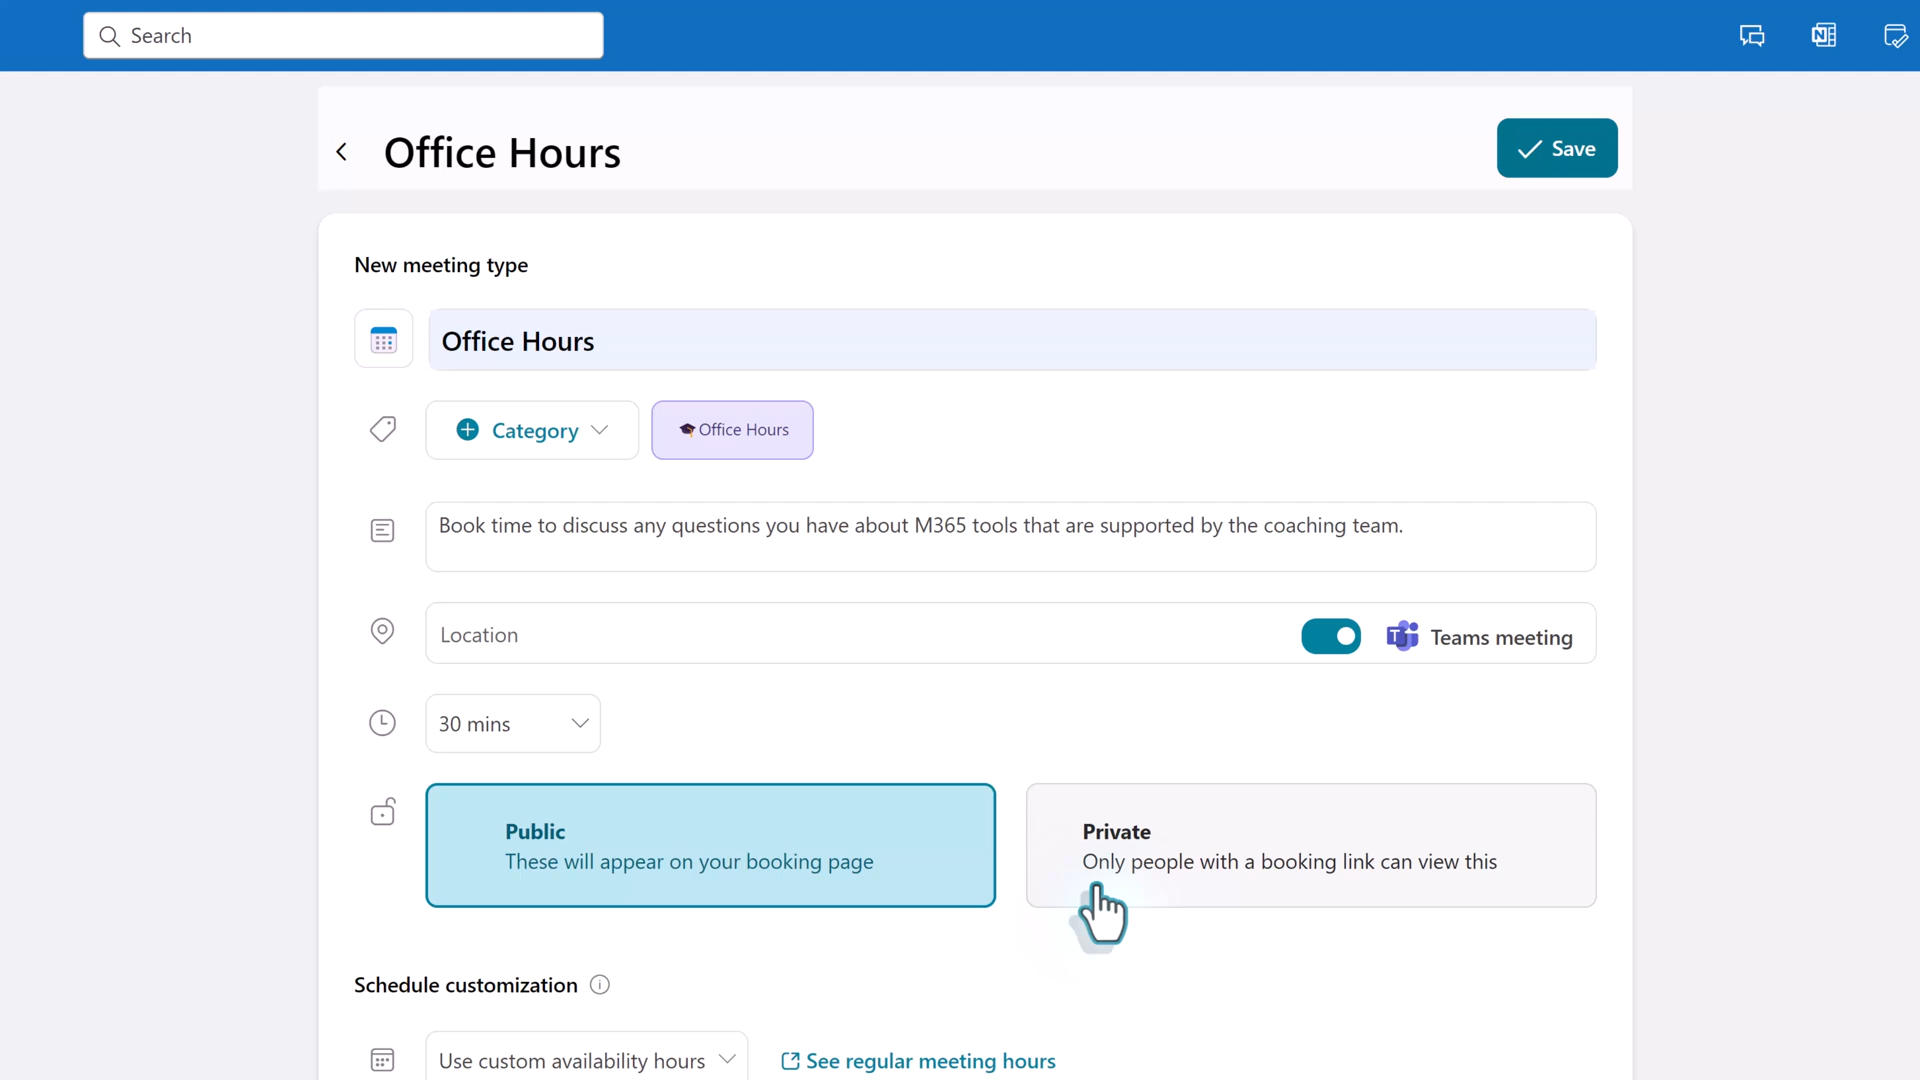 Search
Office Hours
Save
New meeting type
Office Hours
Category
Office Hours
Book time to discuss any questions you have about M365 tools that are supported by the coaching team.
Location
Teams meeting
30 mins
Public
These will appear on your booking page
Private
Only people with a booking link can view this
Schedule customization
Use custom availability hours
See regular meeting hours